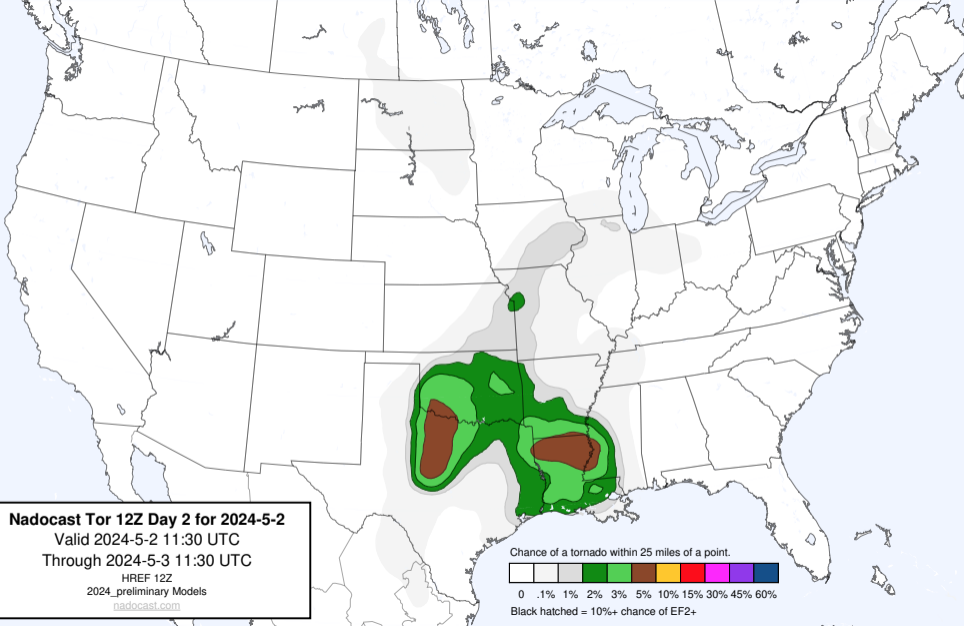 Nadocast Tor 12Z Day 2 for 2024-5-2
Valid 2024-5-2 11:30 UTC
Through 2024-5-3 11:30 UTC
HREF 12Z
2024_preliminary Models
nadocast.com
Chance of a tornado within 25 miles of a point.
0 .1% 1% 2% 3% 5% 10% 15% 30% 45% 60%
Black hatched = 10%+ chance of EF2+